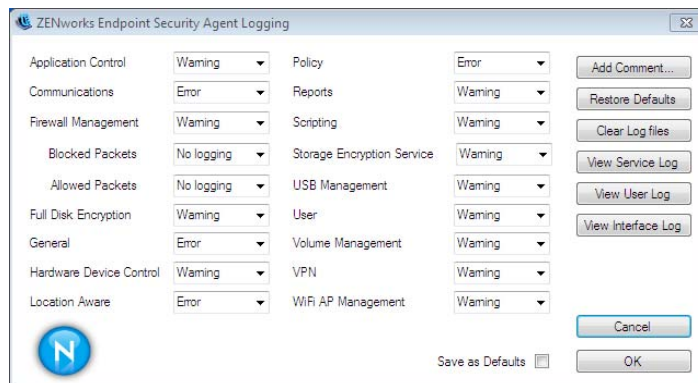 ZENworks Endpoint Security Agent Logging
Application Control Warning Policy Error Add Comment...
Communications Error Reports Warning Restore Defaults
Firewall Management Warning Scripting Warning Clear Log files
Blocked Packets No logging Storage Encryption Service Warning View Service Log
Allowed Packets No logging USB Management Warning View User Log
Full Disk Encryption Warning User Warning View Interface Log
General Error Volume Management Warning
Hardware Device Control Warning VPN Warning
Location Aware Error WiFi AP Management Warning
Cancel
N
Save as Defaults OK